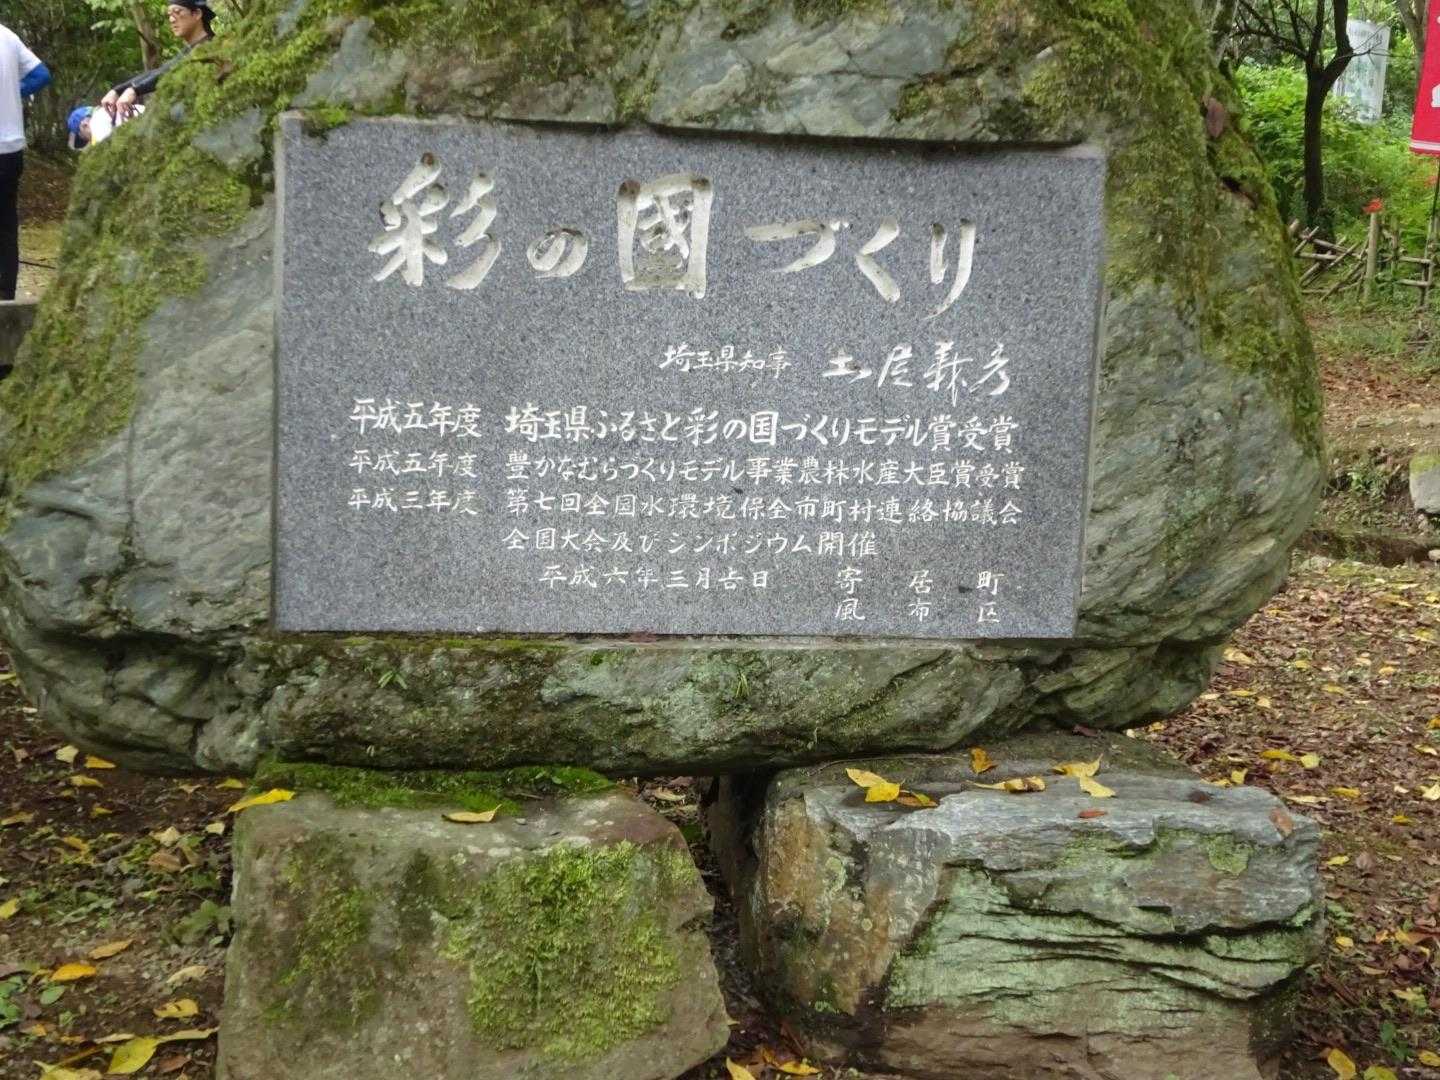 彩の國づくり
埼玉県知事 土屋義彦
平成五年度 埼玉県ふるさと彩の国づくりモデル賞受賞
平成五年度 豊かなむらづくりモデル事業農林水産大臣賞受賞
平成三年度 第七回全国水環境保全市町村連絡協議会
全国大会及びシンポジウム開催
平成六年三月吉日 寄居町
風布区